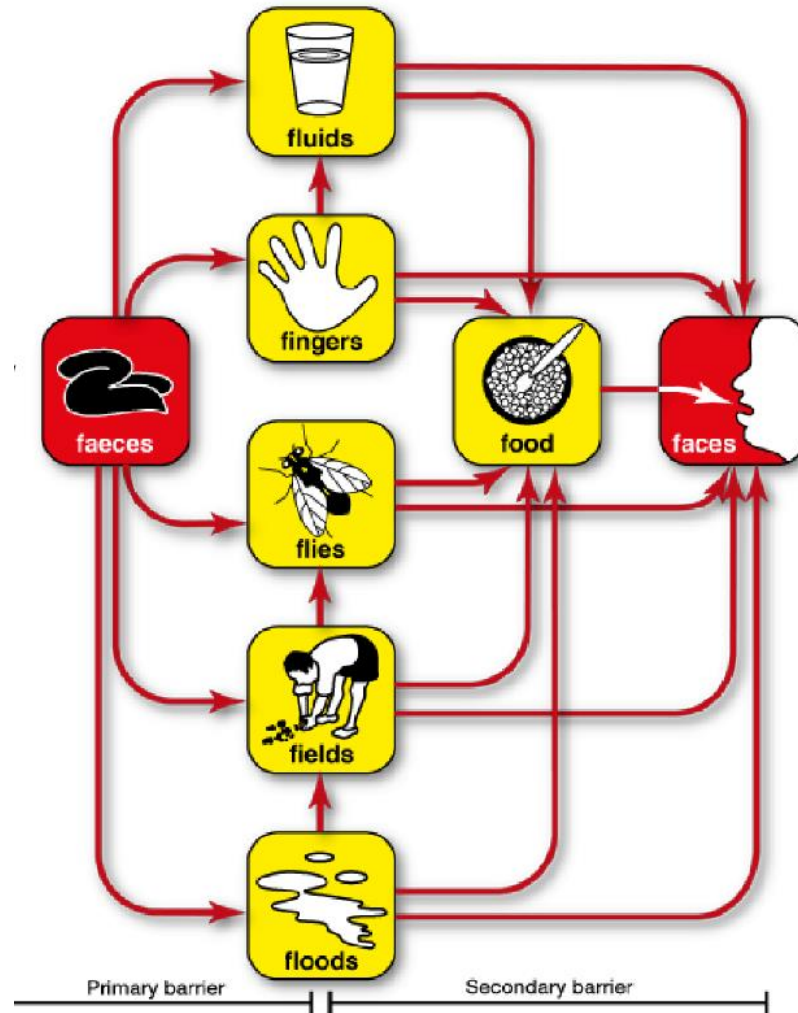 fluids
fingers
faeces
food
faces
flies
fields
floods
Primary barrier
Secondary barrier